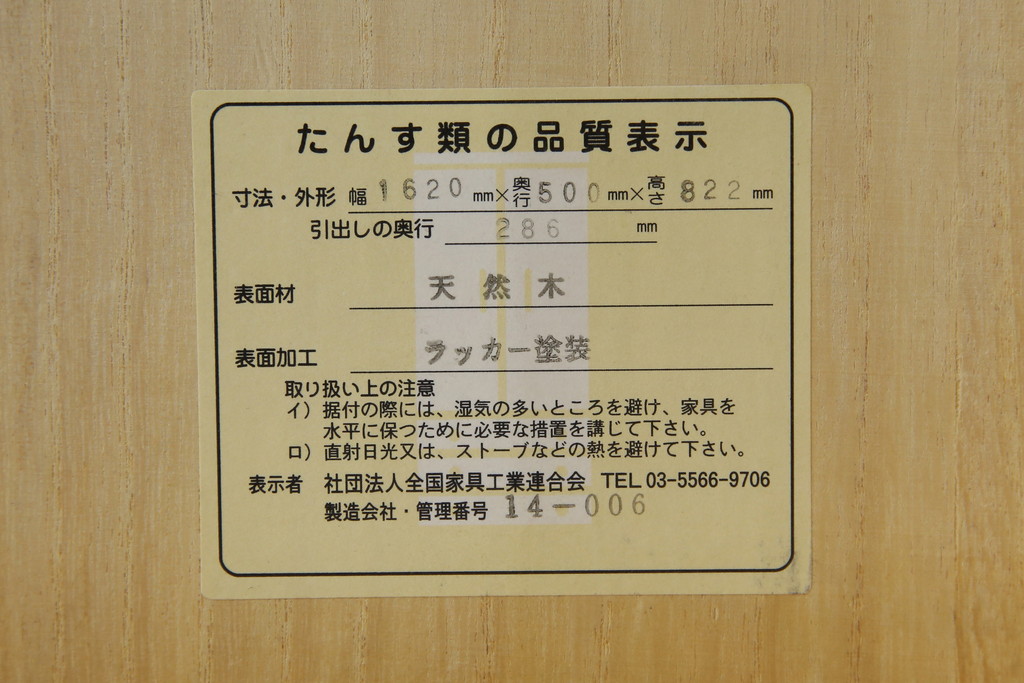 たんす類の品質表示
寸法・外形 幅 1620 mm×奥行 500 mm×高さ 822 mm
引出しの奥行 286 mm
表面材 天然木
表面加工 ラッカー塗装
取り扱い上の注意
イ）据付の際には、湿気の多いところを避け、家具を
水平に保つために必要な措置を講じて下さい。
ロ）直射日光又は、ストーブなどの熱を避けて下さい。
表示者 社団法人全国家具工業連合会 TEL 03-5566-9706
製造会社・管理番号 14-006